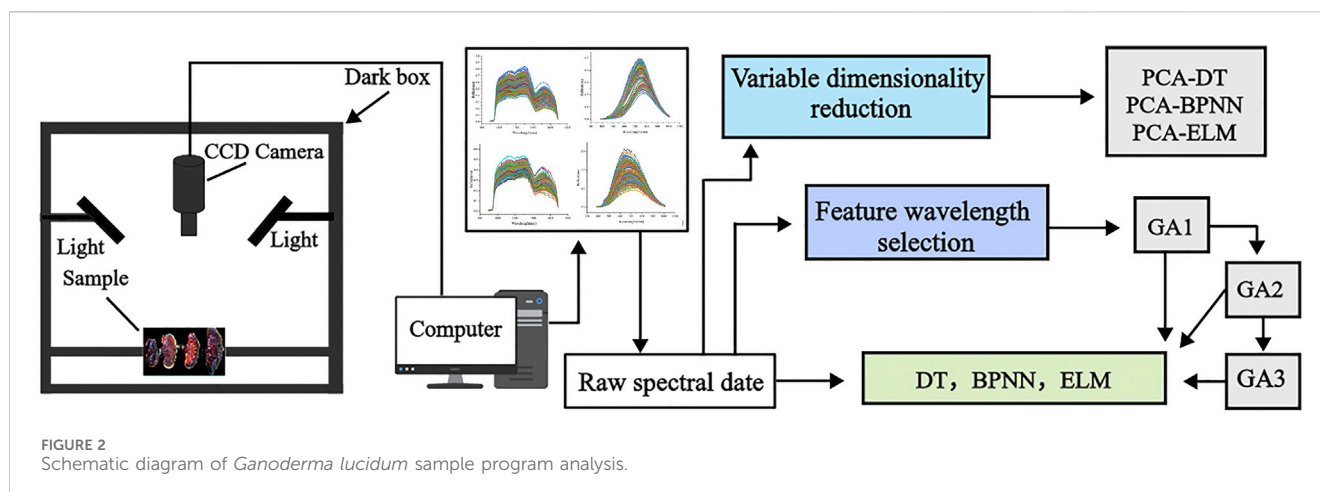 Dark box
CCD Camera
Light
Light
Sample
Computer
Raw spectral date
Variable dimensionality
reduction
PCA-DT
PCA-BPNN
PCA-ELM
Feature wavelength
selection
GA1
GA2
GA3
DT, BPNN, ELM
FIGURE 2
Schematic diagram of Ganoderma lucidum sample program analysis.